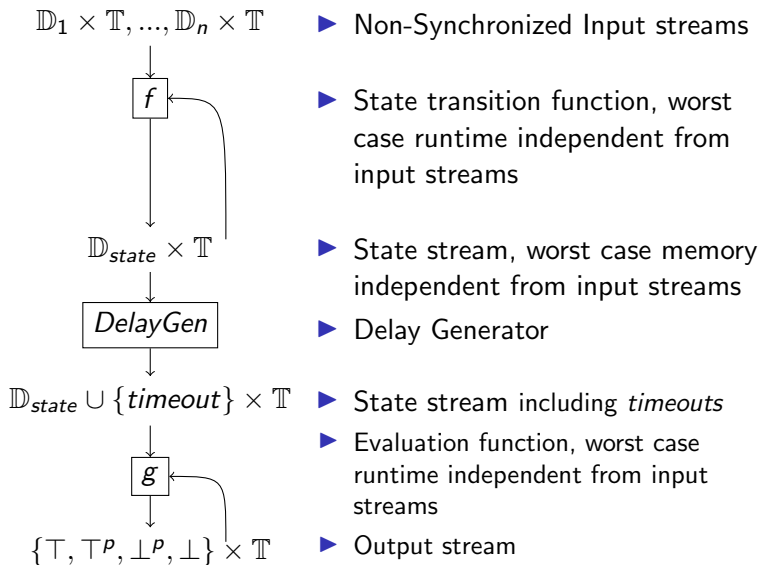 𝔻₁ × 𝕋, ..., 𝔻ₙ × 𝕋
▶ Non-Synchronized Input streams
f
▶ State transition function, worst
case runtime independent from
input streams
𝔻_state × 𝕋
▶ State stream, worst case memory
independent from input streams
DelayGen
▶ Delay Generator
𝔻_state ∪ {timeout} × 𝕋
▶ State stream including timeouts
g
▶ Evaluation function, worst case
runtime independent from input
streams
{⊤, ⊤ᵖ, ⊥ᵖ, ⊥} × 𝕋
▶ Output stream